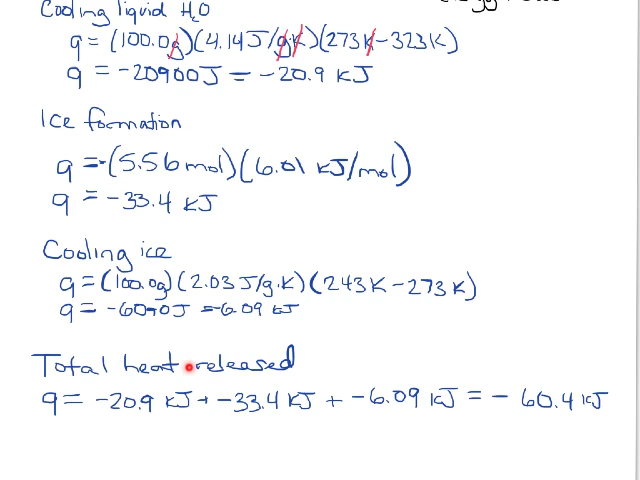 Cooling liquid H₂O
q = (100.0g)(4.14 J/g·K)(273K - 323K)
q = -20900J = -20.9 KJ
Ice formation
q = -(5.56 mol)(6.01 KJ/mol)
q = -33.4 KJ
Cooling ice
q = (100.0g)(2.03 J/g·K)(243K - 273K)
q = -6090J = -6.09 KJ
Total heat released
q = -20.9 KJ + -33.4 KJ + -6.09 KJ = - 60.4 KJ